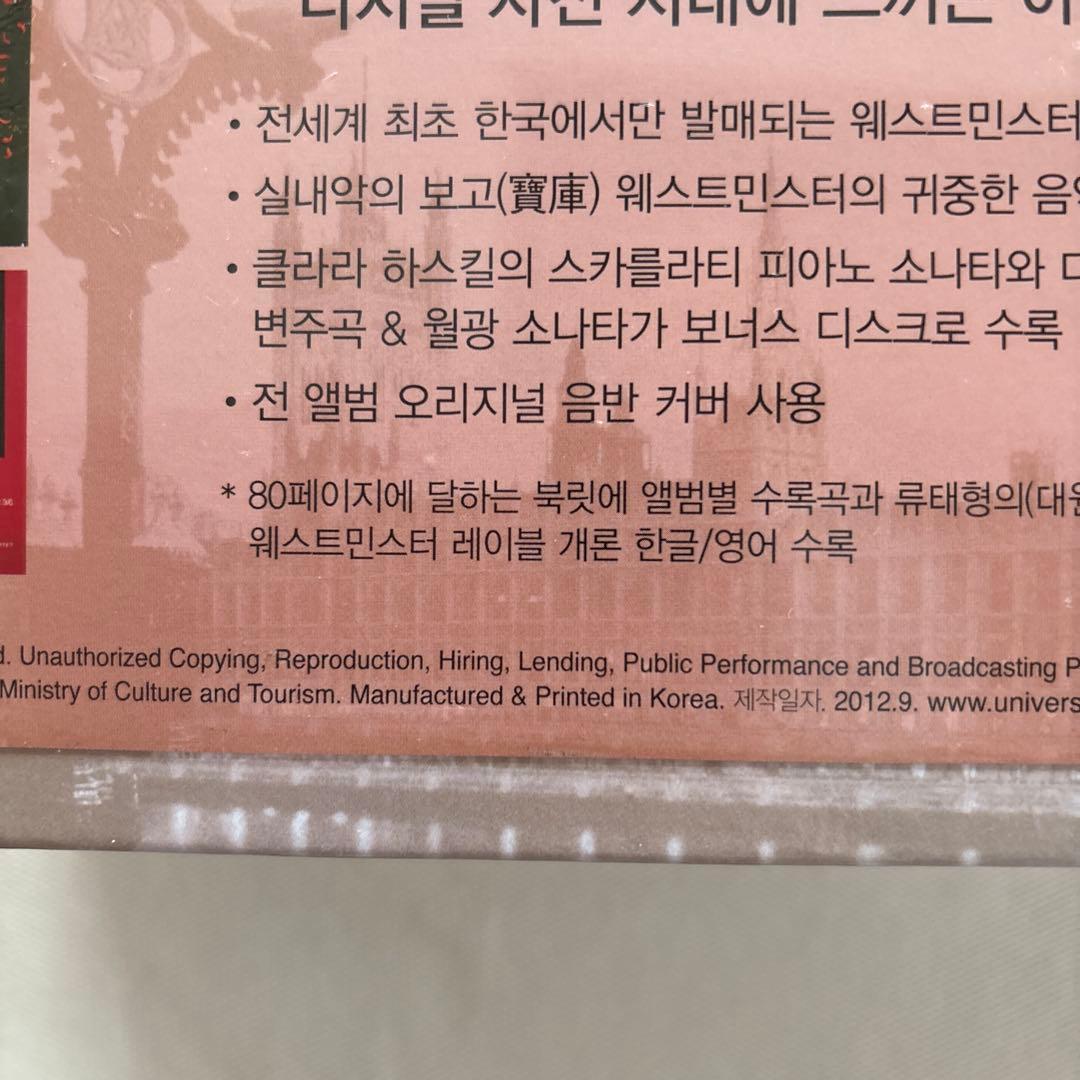 • 전세계 최초 한국에서만 발매되는 웨스트민스터
• 실내악의 보고(寶庫) 웨스트민스터의 귀중한
• 클라라 하스킬의 스카를라티 피아노 소나타와
변주곡 & 월광 소나타가 보너스 디스크로 수록
• 전 앨범 오리지널 음반 커버 사용
* 80페이지에 달하는 북릿에 앨범별 수록곡과 류태형의(대원
웨스트민스터 레이블 개론 한글/영어 수록
d. Unauthorized Copying, Reproduction, Hiring, Lending, Public Performance and Broadcasting P
Ministry of Culture and Tourism. Manufactured & Printed in Korea. 제작일자. 2012.9. www.univers